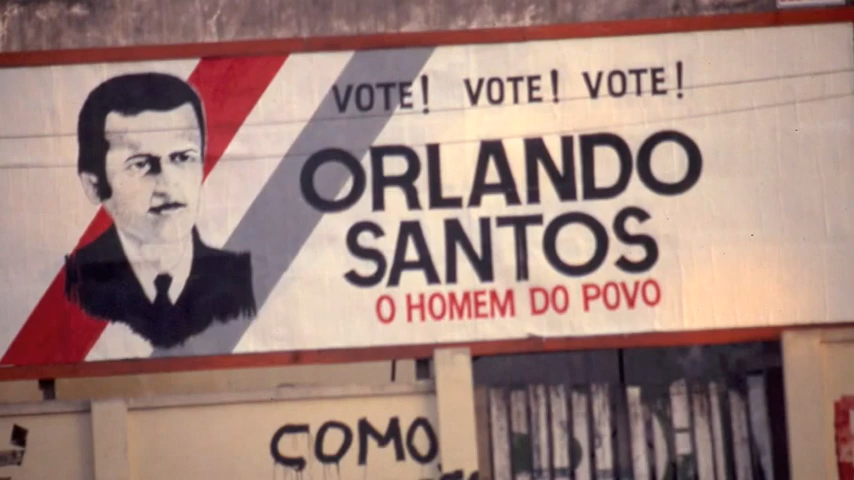 VOTE! VOTE! VOTE!
ORLANDO
SANTOS
O HOMEM DO POVO
COMO